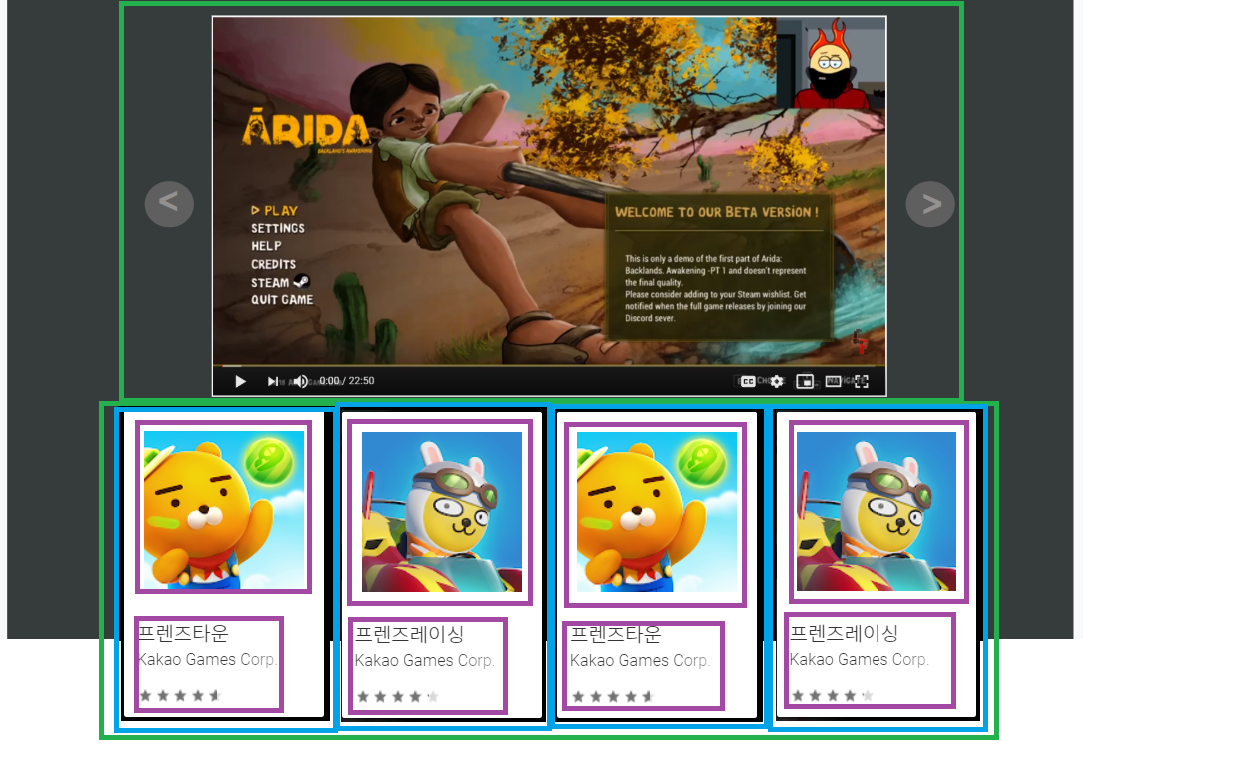 ĀRIDA
BACKLAND'S AWAKENING
PLAY
SETTINGS
HELP
CREDITS
STEAM
QUIT GAME
WELCOME TO OUR BETA VERSION !
This is only a demo of the first part of Arida:
Backlands. Awakening -PT 1 and doesn't represent
the final quality.
Please consider adding to your Steam wishlist. Get
notified when the full game releases by joining our
Discord sever.
< >
0:00 / 22:50
CC
프렌즈타운
Kakao Games Corp.
프렌즈레이싱
Kakao Games Corp.
프렌즈타운
Kakao Games Corp.
프렌즈레이싱
Kakao Games Corp.